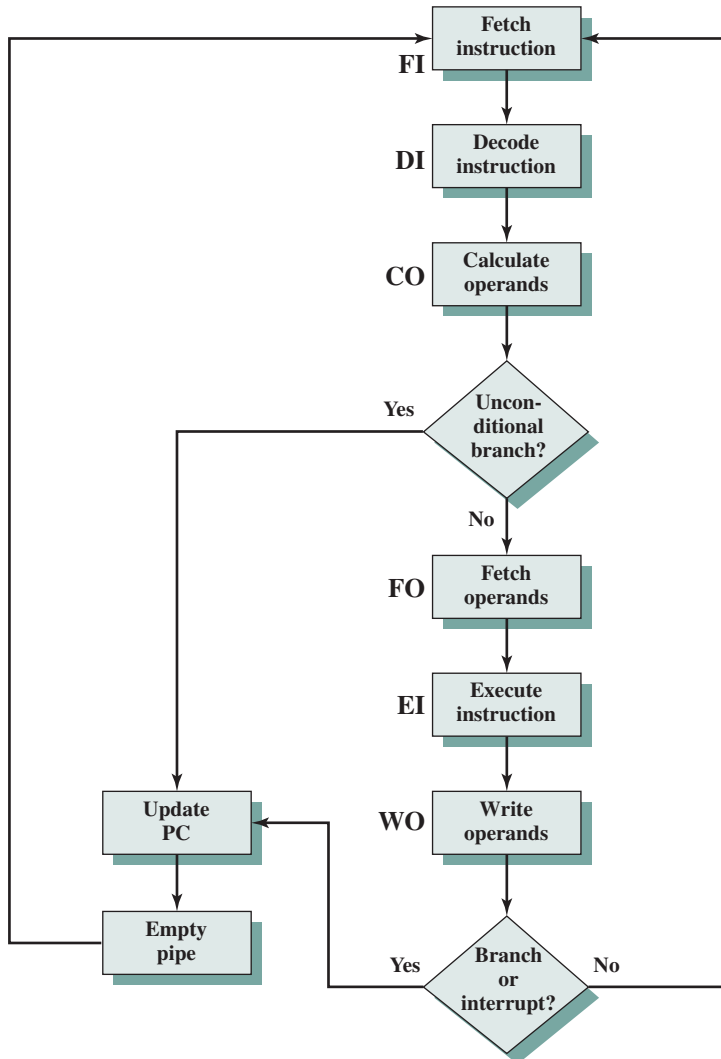 Fetch
instruction
FI
Decode
instruction
DI
Calculate
operands
CO
Yes
Uncon-
ditional
branch?
No
Fetch
operands
FO
Execute
instruction
EI
Update
PC
Write
operands
WO
Empty
pipe
Yes
Branch
or
interrupt?
No